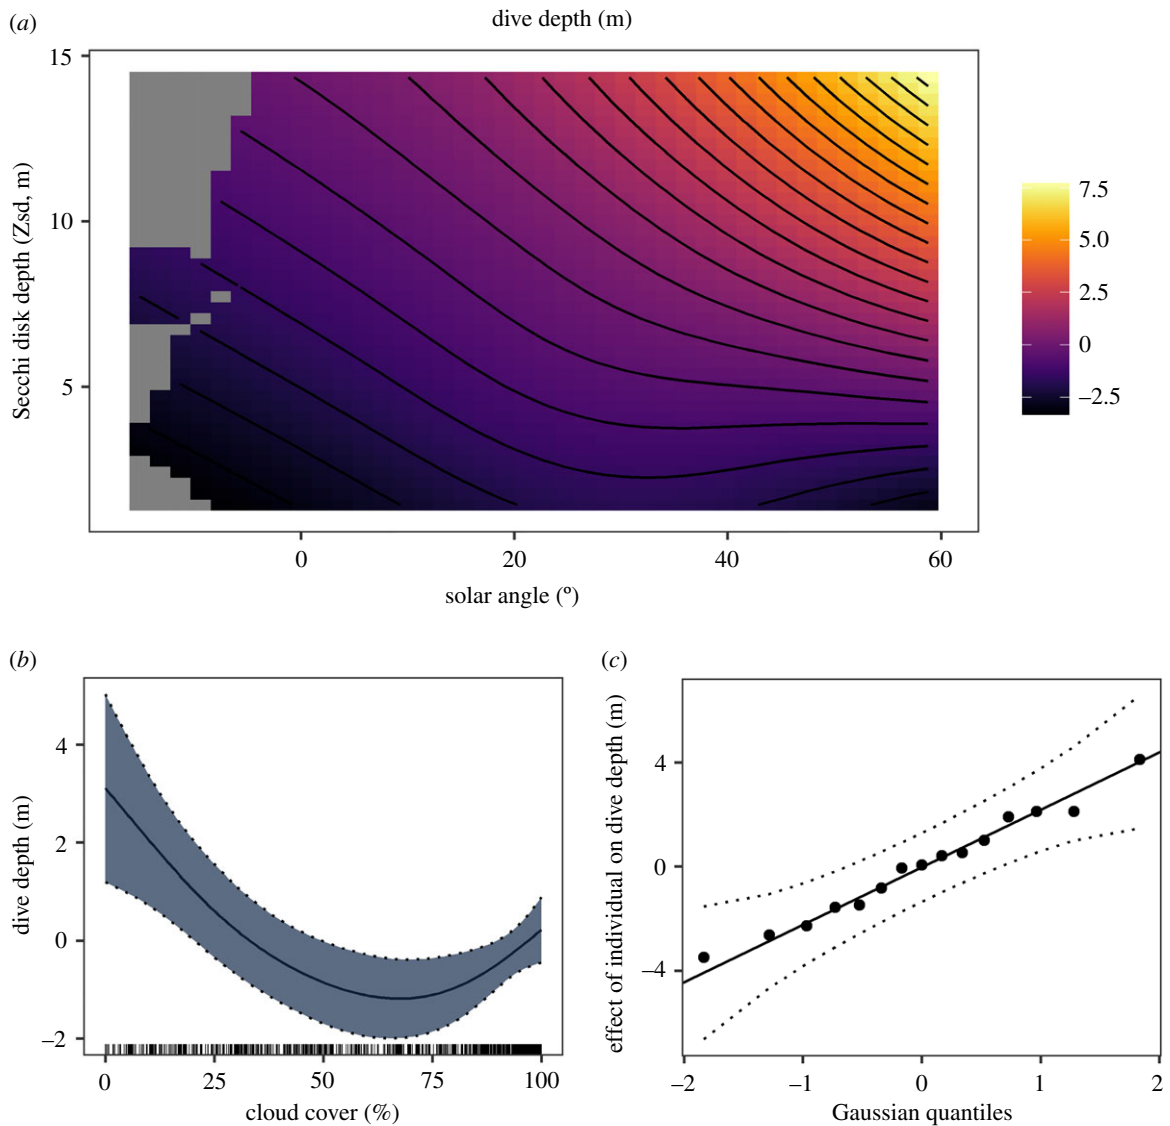 (a)
dive depth (m)
15
10
5
Secchi disk depth (Zsd, m)
0
20
40
60
solar angle (º)
7.5
5.0
2.5
0
–2.5
(b)
4
2
0
–2
dive depth (m)
0
25
50
75
100
cloud cover (%)
(c)
4
0
–4
effect of individual on dive depth (m)
–2
–1
0
1
2
Gaussian quantiles